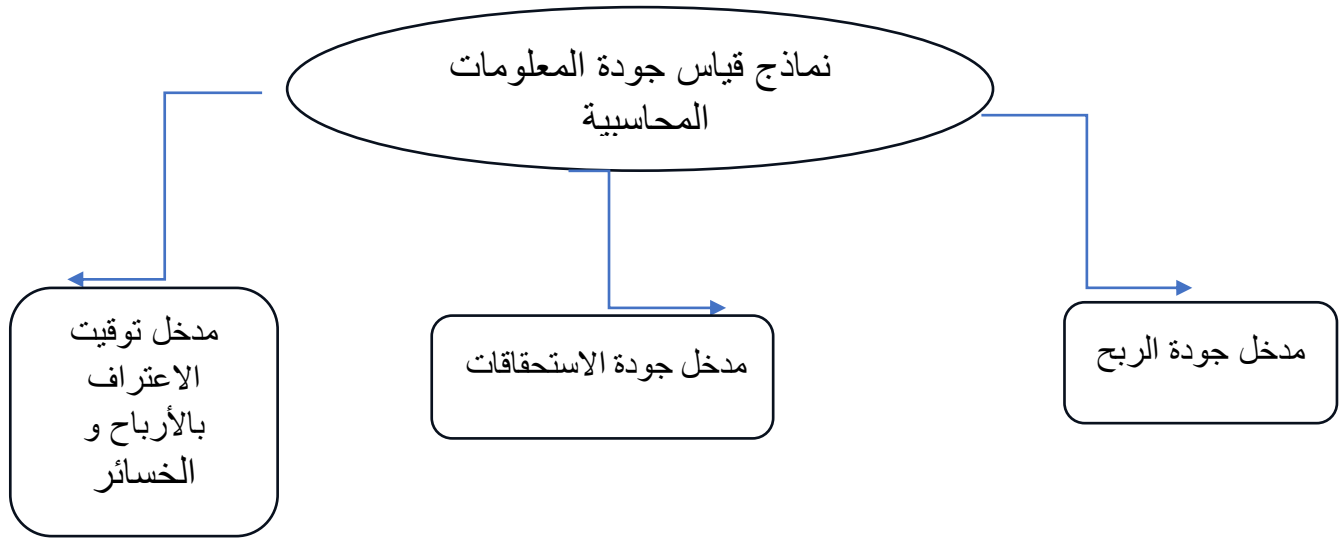 نماذج قياس جودة المعلومات
المحاسبية
مدخل جودة الربح
مدخل جودة الاستحقاقات
مدخل توقيت
الاعتراف
بالأرباح و
الخسائر